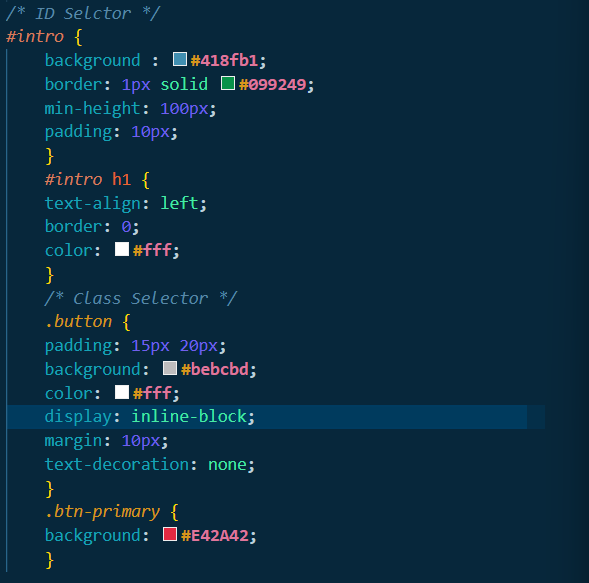 /* ID Selctor */
#intro {
background : #418fb1;
border: 1px solid #099249;
min-height: 100px;
padding: 10px;
}
#intro h1 {
text-align: left;
border: 0;
color: #fff;
}
/* Class Selector */
.button {
padding: 15px 20px;
background: #bebcbd;
color: #fff;
display: inline-block;
margin: 10px;
text-decoration: none;
}
.btn-primary {
background: #E42A42;
}